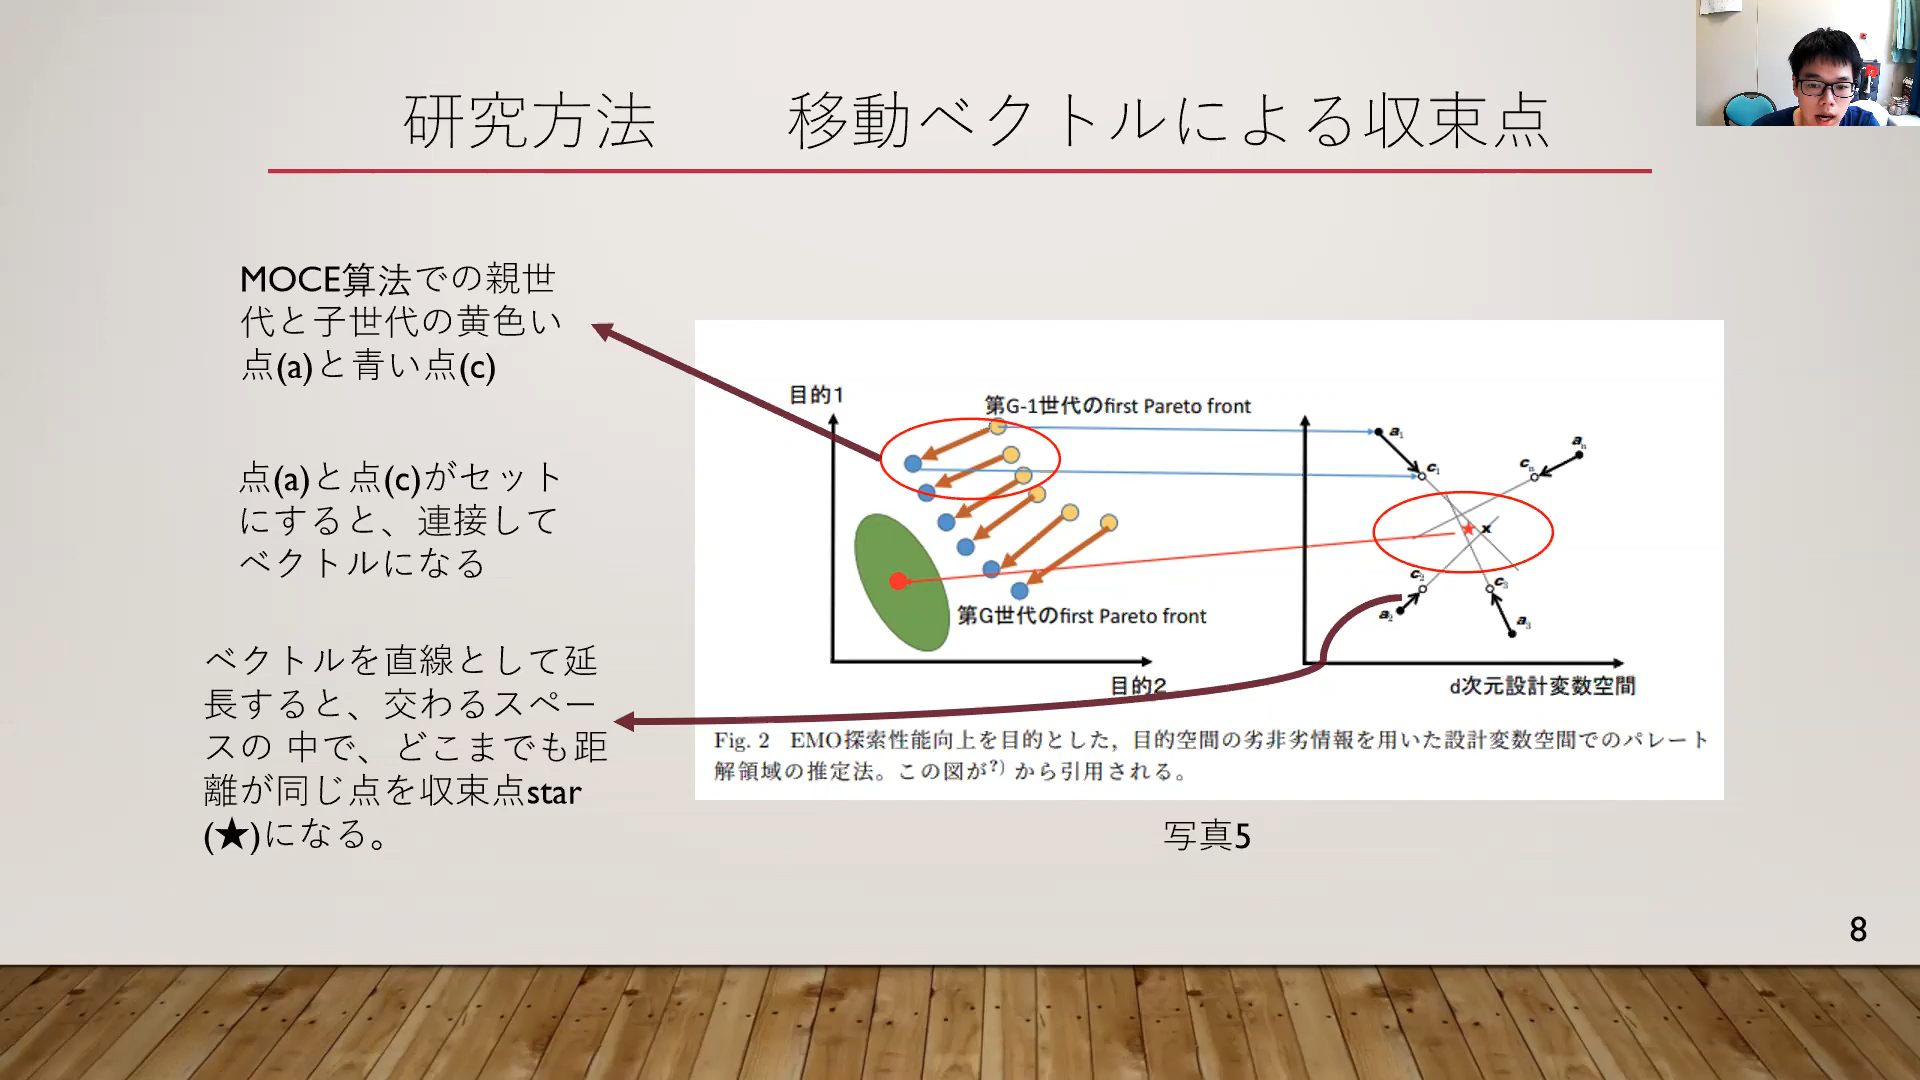 研究方法　　移動ベクトルによる収束点
MOCE算法での親世
代と子世代の黄色い
点(a)と青い点(c)
点(a)と点(c)がセット
にすると、連接して
ベクトルになる
ベクトルを直線として延
長すると、交わるスペー
スの 中で、どこまでも距
離が同じ点を収束点star
(★)になる。
目的1
第G-1世代のfirst Pareto front
第G世代のfirst Pareto front
目的2
a1
c1
an
cn
x
c2
a2
c3
a3
d次元設計変数空間
Fig. 2　EMO探索性能向上を目的とした，目的空間の劣非劣情報を用いた設計変数空間でのパレート
解領域の推定法。この図が?）から引用される。
写真5
8